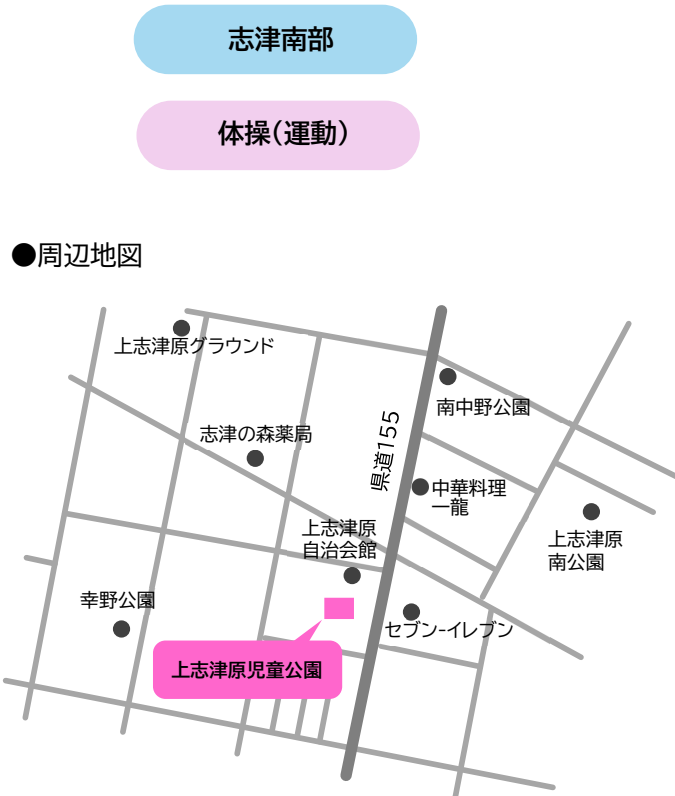 志津南部
体操(運動)
●周辺地図
上志津原グラウンド
南中野公園
県道155
志津の森薬局
中華料理
一龍
上志津原
自治会館
上志津原
南公園
幸野公園
セブン-イレブン
上志津原児童公園